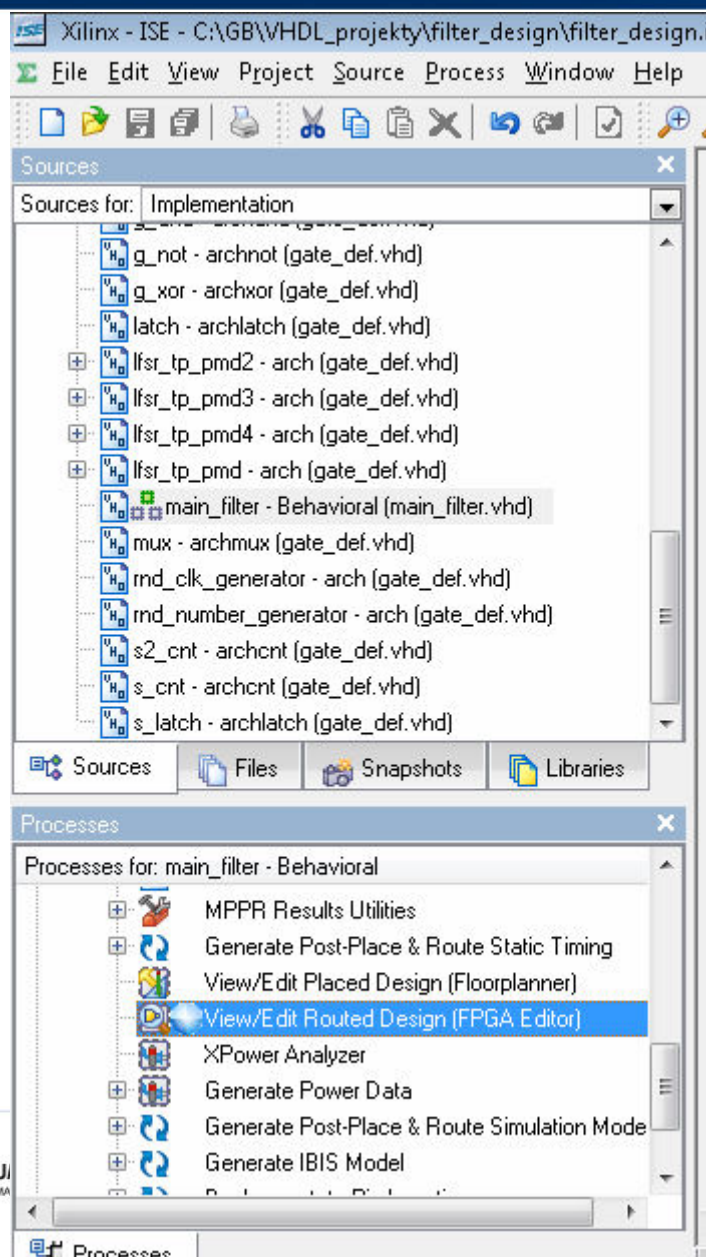 Xilinx - ISE - C:\GB\VHDL_projekty\filter_design\filter_design.i
File Edit View Project Source Process Window Help
Sources
Sources for: Implementation
g_not - archnot (gate_def.vhd)
g_xor - archxor (gate_def.vhd)
latch - archlatch (gate_def.vhd)
lfsr_tp_pmd2 - arch (gate_def.vhd)
lfsr_tp_pmd3 - arch (gate_def.vhd)
lfsr_tp_pmd4 - arch (gate_def.vhd)
lfsr_tp_pmd - arch (gate_def.vhd)
main_filter - Behavioral (main_filter.vhd)
mux - archmux (gate_def.vhd)
rnd_clk_generator - arch (gate_def.vhd)
rnd_number_generator - arch (gate_def.vhd)
s2_cnt - archcnt (gate_def.vhd)
s_cnt - archcnt (gate_def.vhd)
s_latch - archlatch (gate_def.vhd)
Sources Files Snapshots Libraries
Processes
Processes for: main_filter - Behavioral
MPPR Results Utilities
Generate Post-Place & Route Static Timing
View/Edit Placed Design (Floorplanner)
View/Edit Routed Design (FPGA Editor)
XPower Analyzer
Generate Power Data
Generate Post-Place & Route Simulation Mode
Generate IBIS Model
Processes